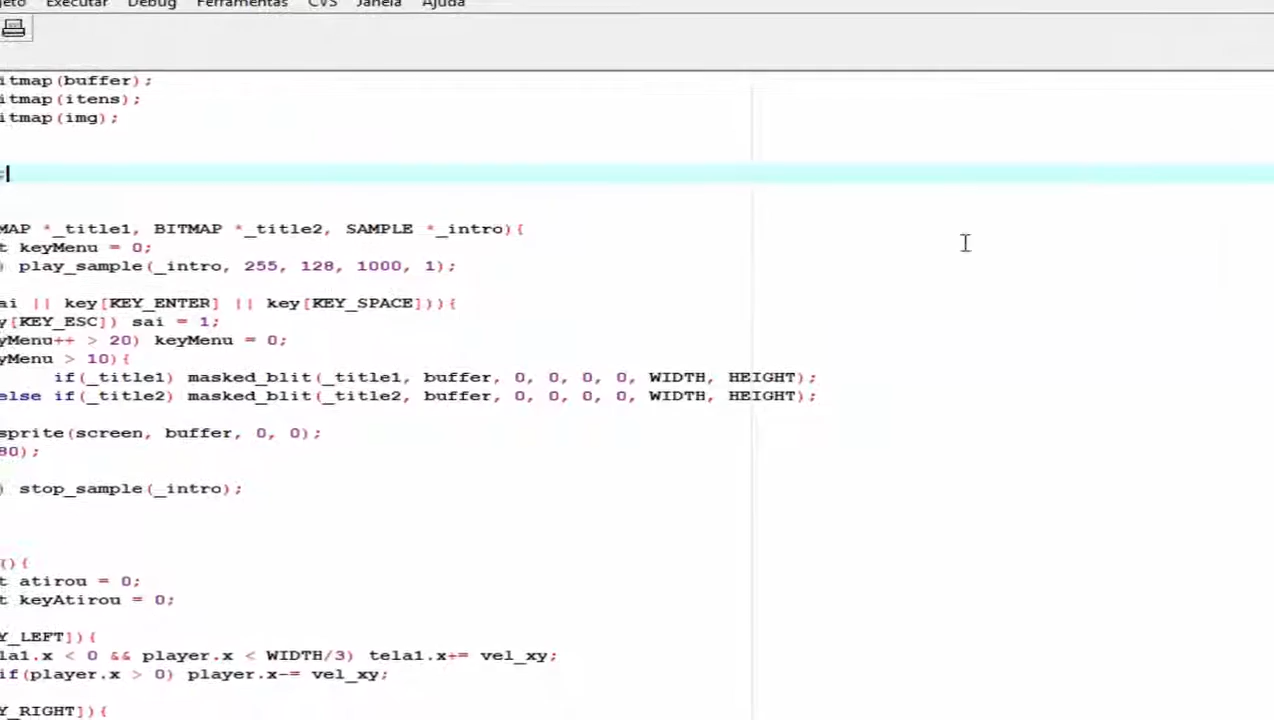 jeto Executar Debug Ferramentas CVS Janela Ajuda
itmap(buffer);
itmap(itens);
itmap(img);
MAP *_title1, BITMAP *_title2, SAMPLE *_intro){
t keyMenu = 0;
) play_sample(_intro, 255, 128, 1000, 1);
ai || key[KEY_ENTER] || key[KEY_SPACE])){
y[KEY_ESC]) sai = 1;
yMenu++ > 20) keyMenu = 0;
yMenu > 10){
if(_title1) masked_blit(_title1, buffer, 0, 0, 0, 0, WIDTH, HEIGHT);
else if(_title2) masked_blit(_title2, buffer, 0, 0, 0, 0, WIDTH, HEIGHT);
sprite(screen, buffer, 0, 0);
80);
) stop_sample(_intro);
(){
t atirou = 0;
t keyAtirou = 0;
Y_LEFT]){
la1.x < 0 && player.x < WIDTH/3) tela1.x+= vel_xy;
if(player.x > 0) player.x-= vel_xy;
Y_RIGHT]){